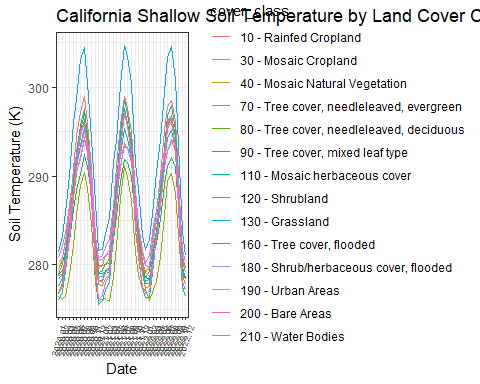 California Shallow Soil Temperature by Land Cover C
cover_class
10 - Rainfed Cropland
30 - Mosaic Cropland
40 - Mosaic Natural Vegetation
70 - Tree cover, needleleaved, evergreen
80 - Tree cover, needleleaved, deciduous
90 - Tree cover, mixed leaf type
110 - Mosaic herbaceous cover
120 - Shrubland
130 - Grassland
160 - Tree cover, flooded
180 - Shrub/herbaceous cover, flooded
190 - Urban Areas
200 - Bare Areas
210 - Water Bodies
Soil Temperature (K)
300
290
280
Date